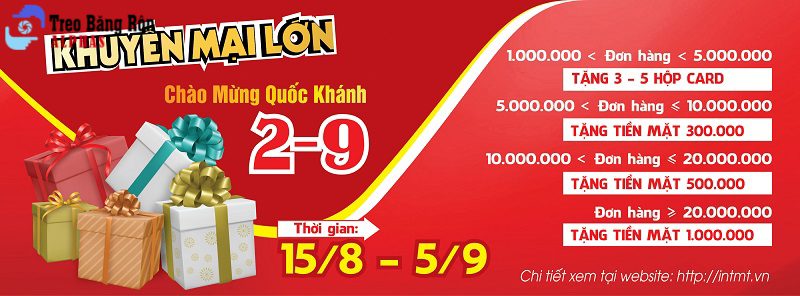 Treo Băng Rôn
ALPHAS
KHUYẾN MẠI LỚN
Chào Mừng Quốc Khánh
2-9
Thời gian:
15/8 - 5/9
1.000.000 < Đơn hàng < 5.000.000
TẶNG 3 - 5 HỘP CARD
5.000.000 < Đơn hàng ≤ 10.000.000
TẶNG TIỀN MẶT 300.000
10.000.000 < Đơn hàng ≤ 20.000.000
TẶNG TIỀN MẶT 500.000
Đơn hàng ≥ 20.000.000
TẶNG TIỀN MẶT 1.000.000
Chi tiết xem tại website: http://intmt.vn